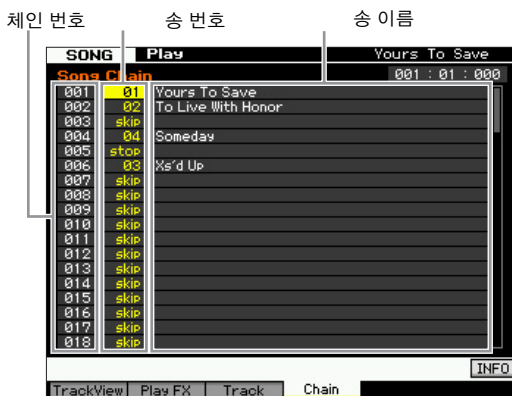 체인 번호 송 번호 송 이름
SONG Play Yours To Save
Song Chain 001 : 01 : 000
001 01 Yours To Save
002 02 To Live With Honor
003 skip
004 04 Someday
005 stop
006 03 Xs'd Up
007 skip
008 skip
009 skip
010 skip
011 skip
012 skip
013 skip
014 skip
015 skip
016 skip
017 skip
018 skip
INFO
TrackView Play FX Track Chain